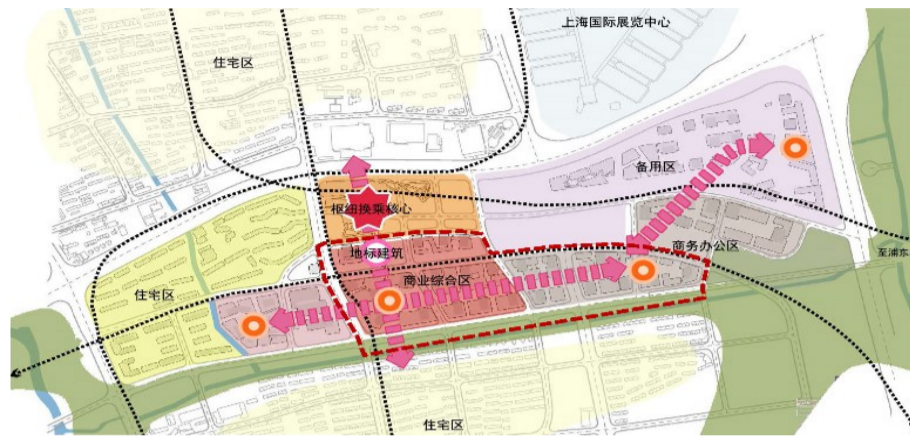 上海国际展览中心
住宅区
备用区
枢纽换乘核心
地标建筑
商务办公区
至浦东
商业综合区
住宅区
住宅区